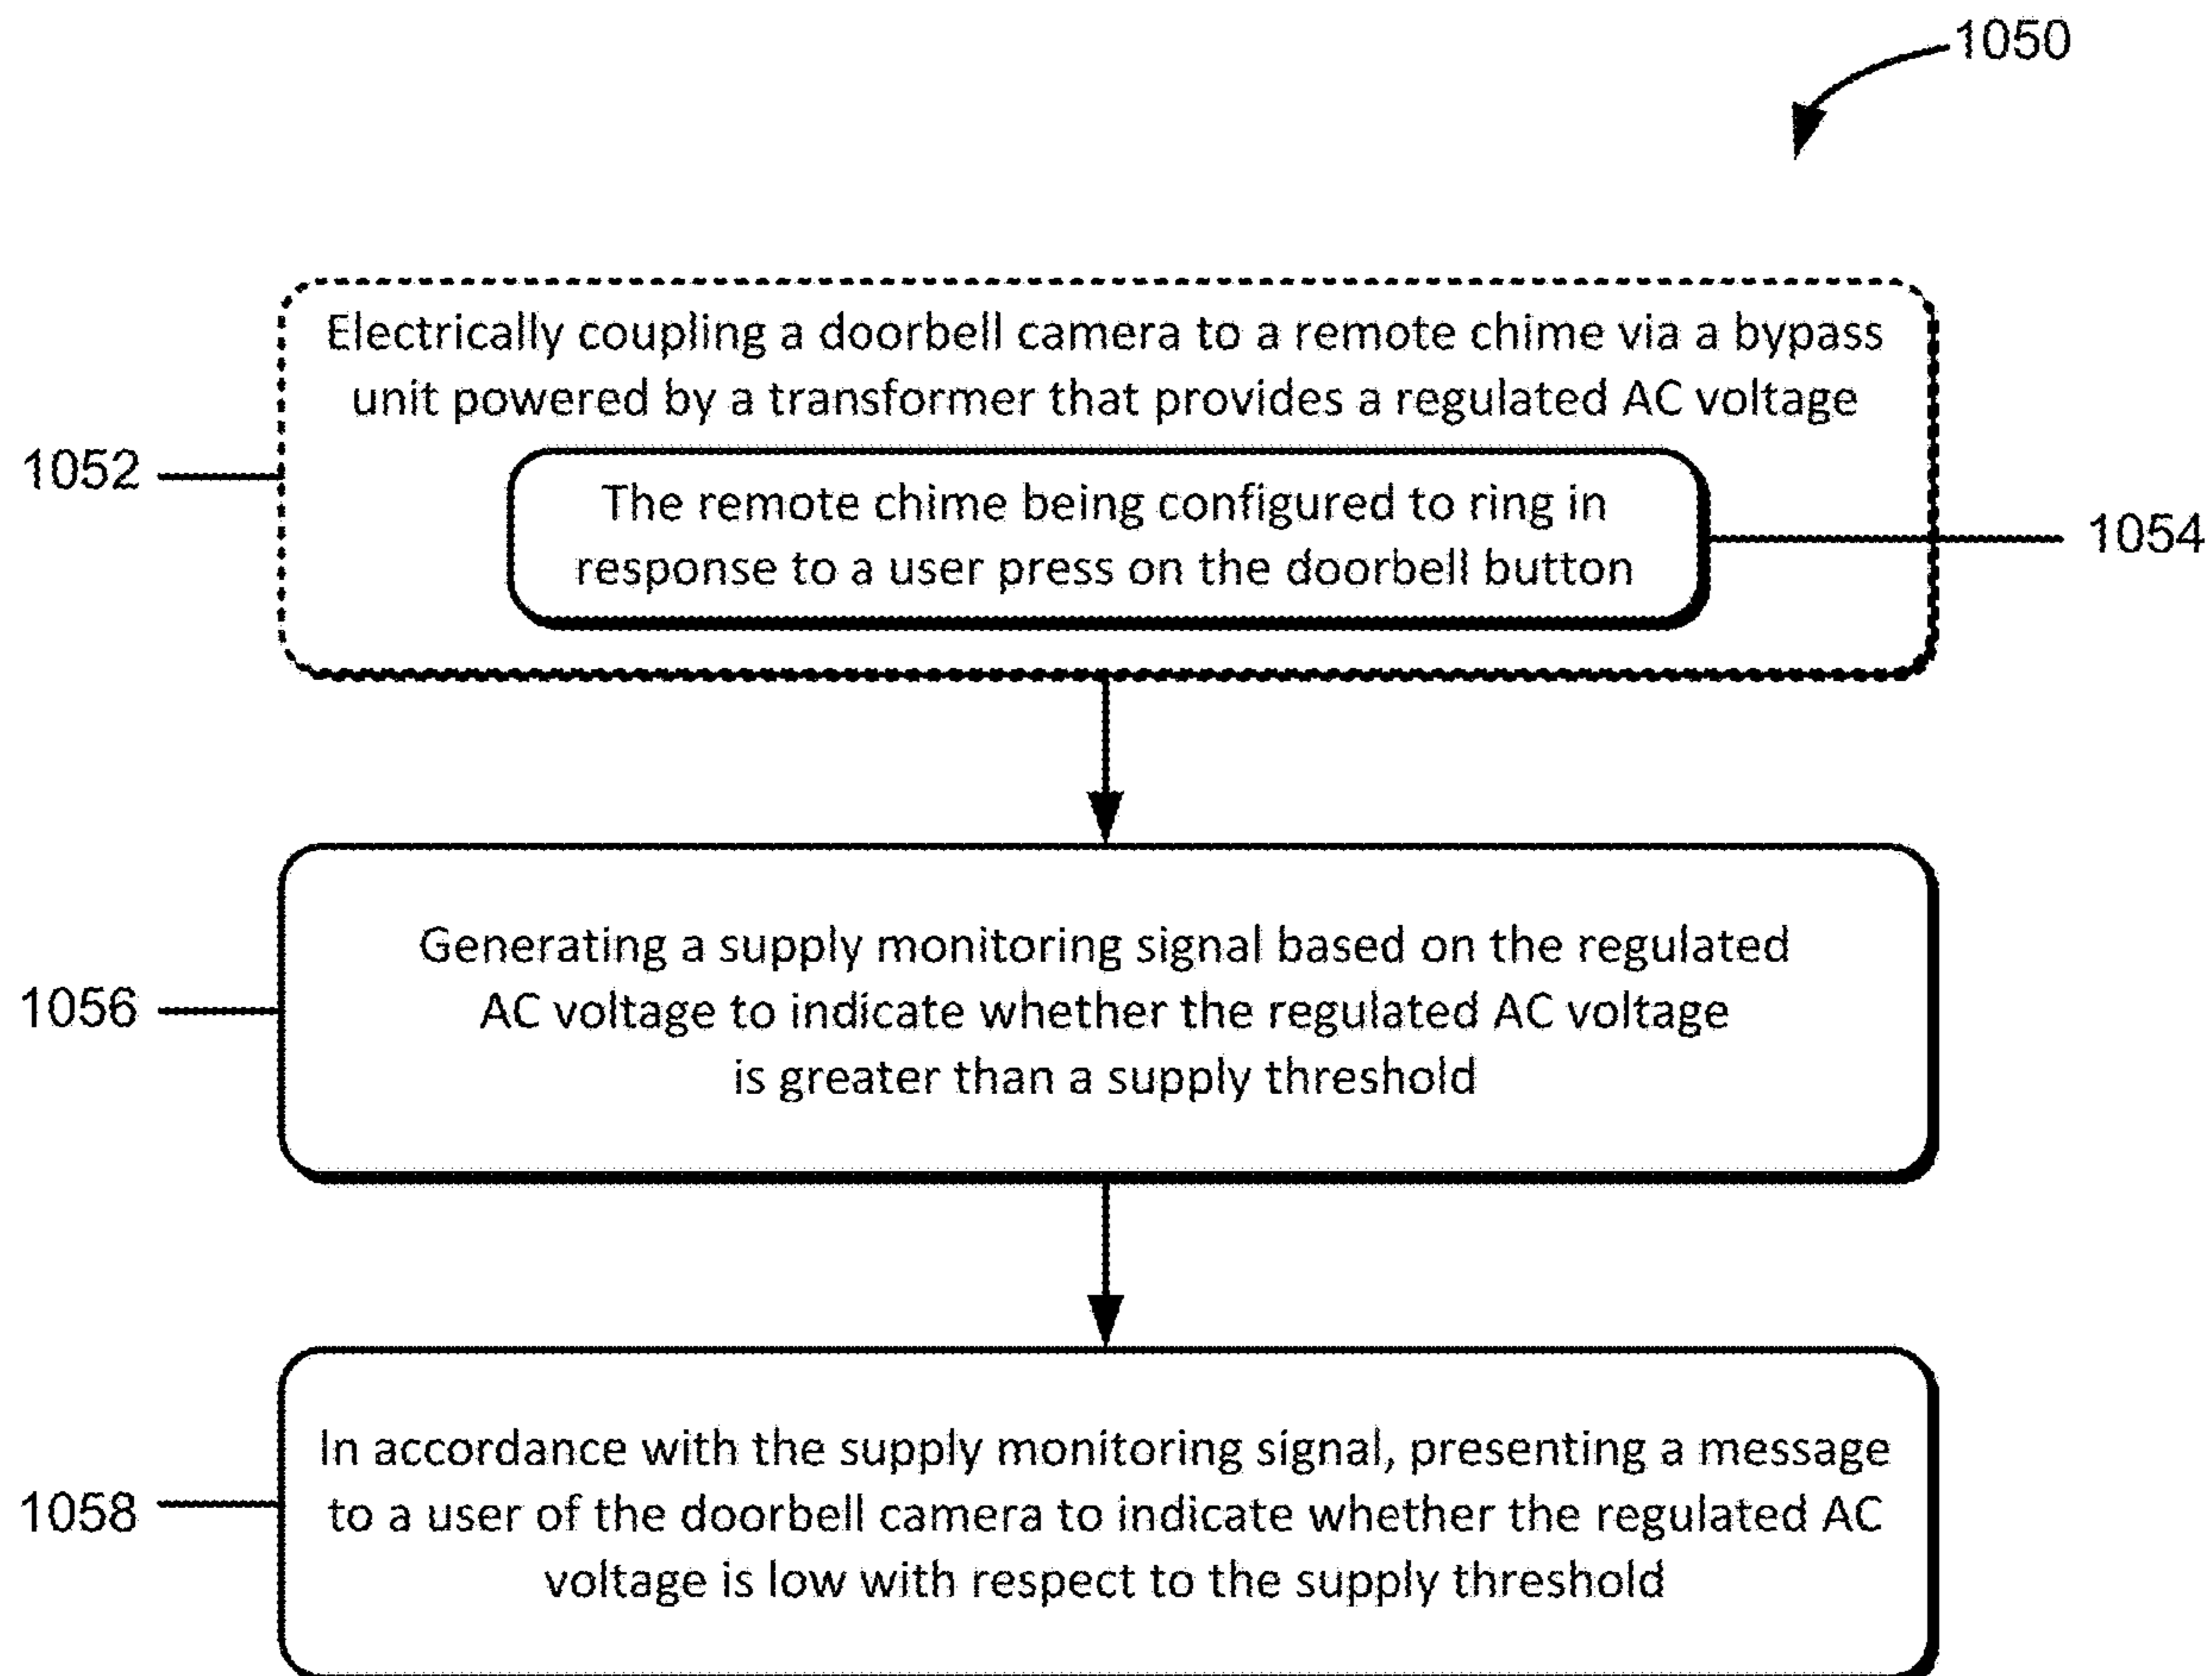 1050
Electrically coupling a doorbell camera to a remote chime via a bypass
unit powered by a transformer that provides a regulated AC voltage
1052
The remote chime being configured to ring in
response to a user press on the doorbell button
1054
Generating a supply monitoring signal based on the regulated
AC voltage to indicate whether the regulated AC voltage
is greater than a supply threshold
1056
In accordance with the supply monitoring signal, presenting a message
to a user of the doorbell camera to indicate whether the regulated AC
voltage is low with respect to the supply threshold
1058